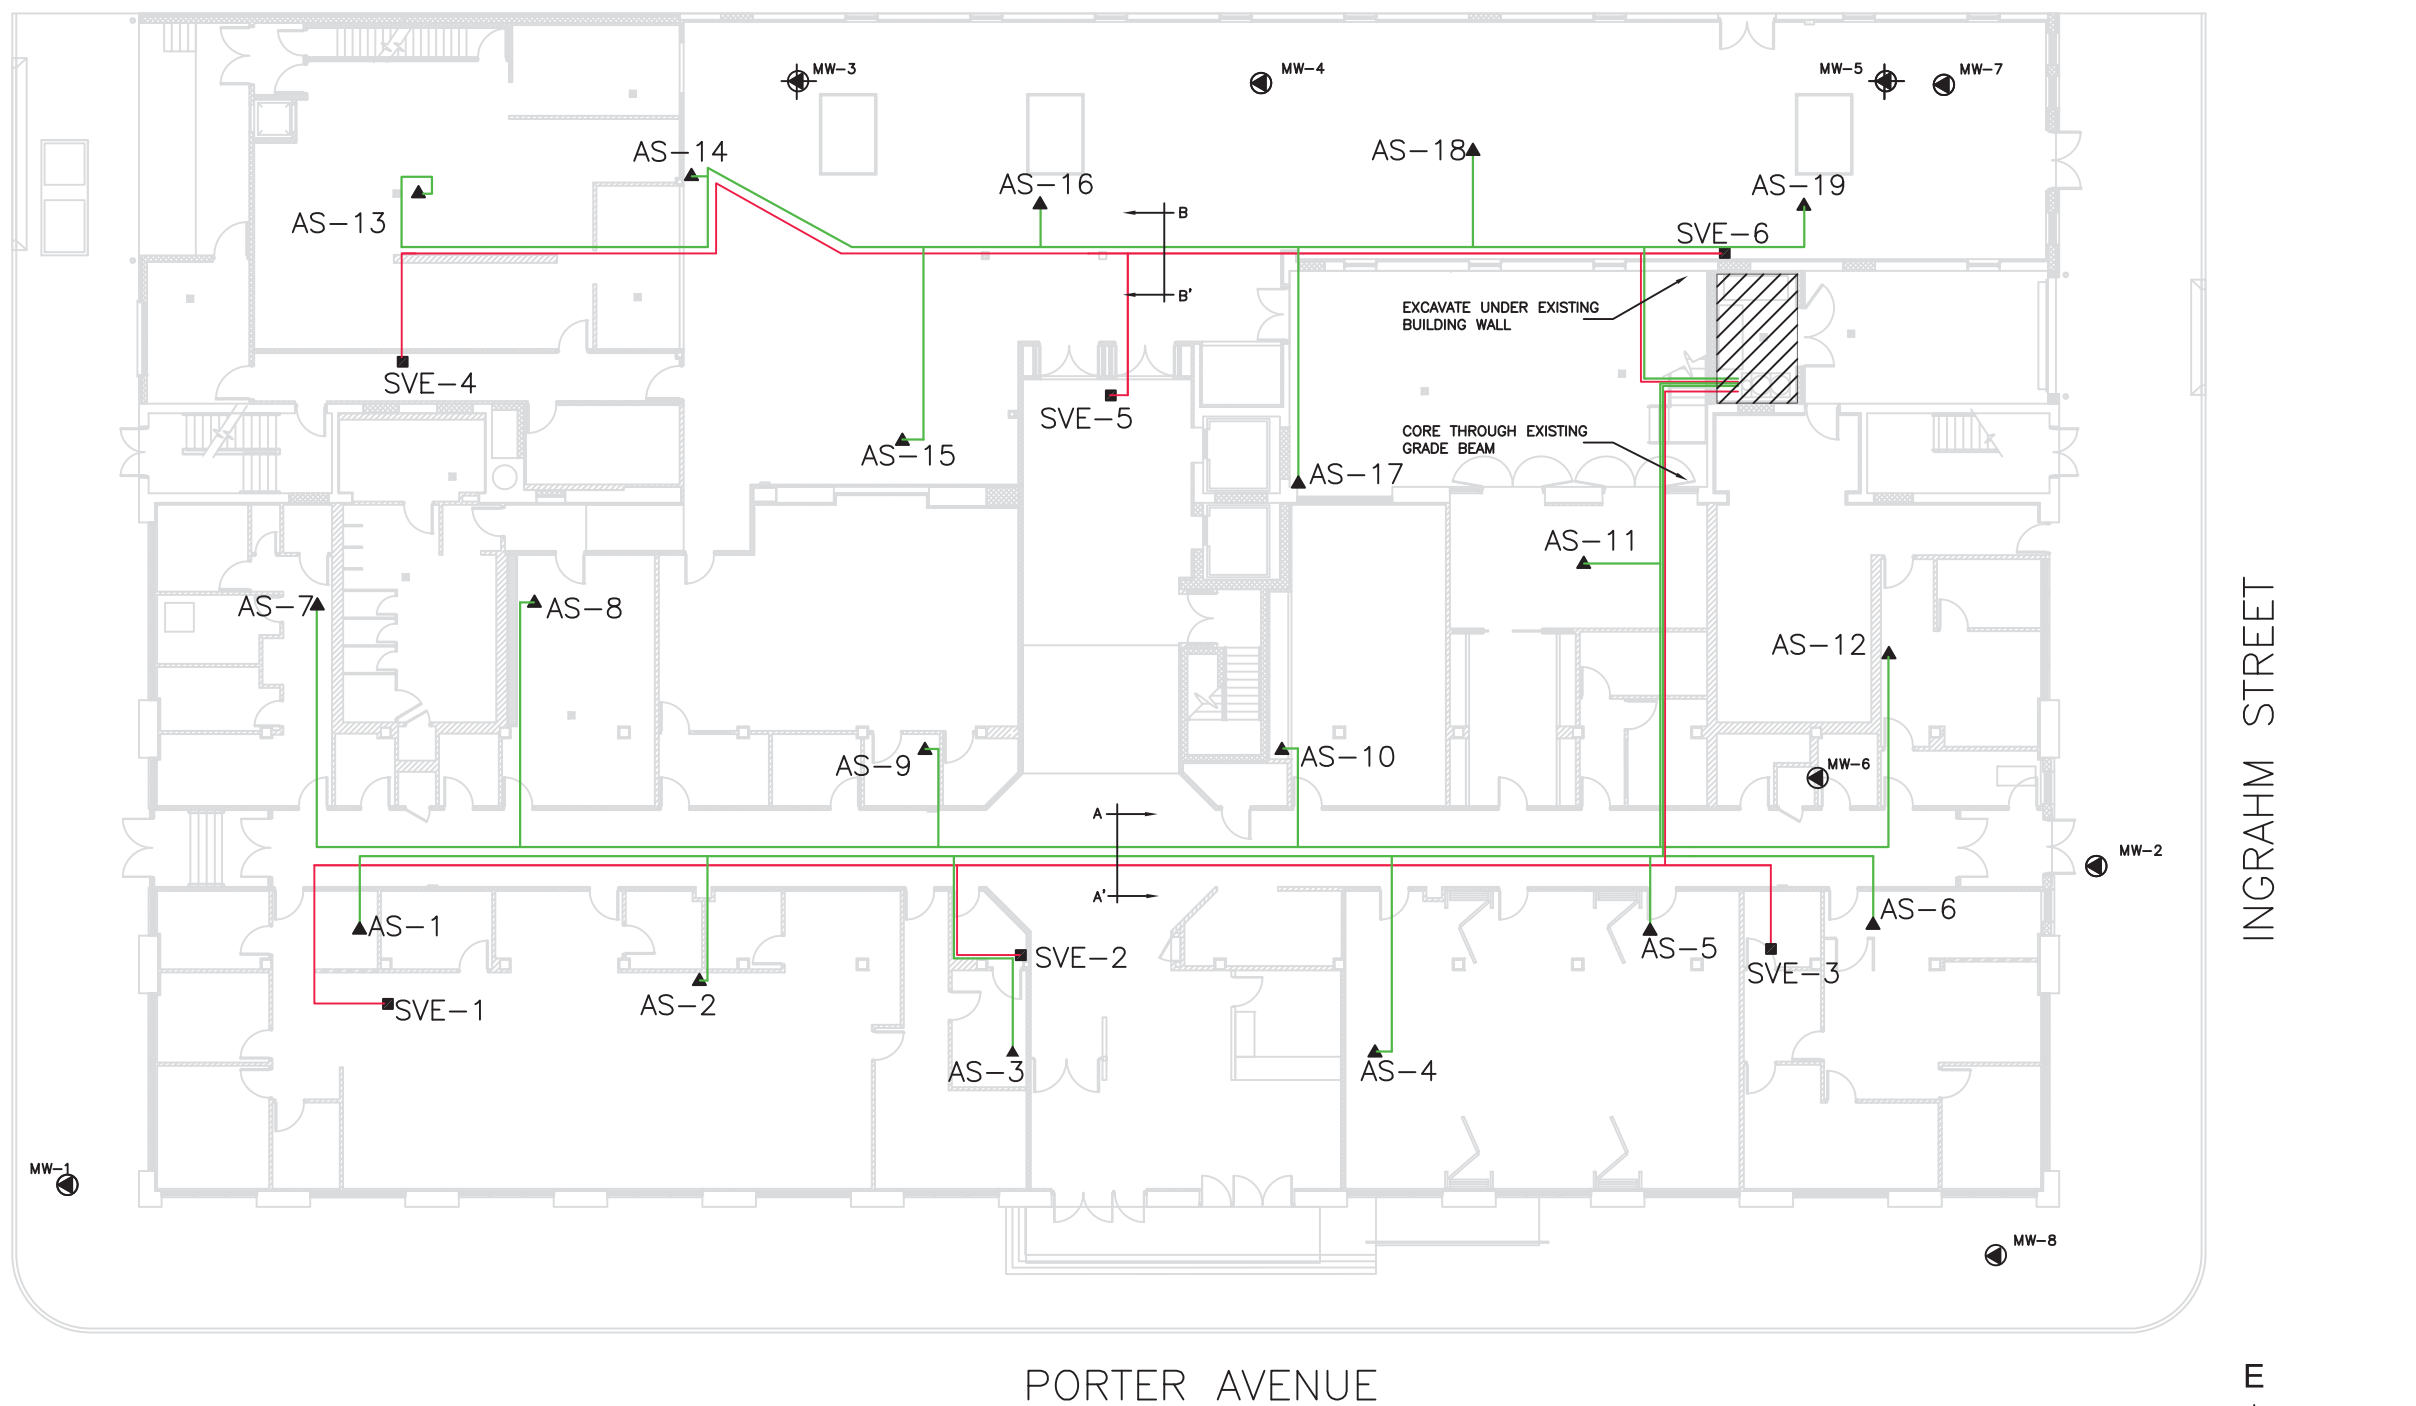 MW-3
MW-4
MW-5
MW-7
AS-14
AS-18
AS-16
AS-19
AS-13
B
SVE-6
B'
EXCAVATE UNDER EXISTING
BUILDING WALL
SVE-4
SVE-5
CORE THROUGH EXISTING
GRADE BEAM
AS-15
AS-17
AS-11
AS-7
AS-8
AS-12
AS-9
AS-10
MW-6
A
MW-2
A'
AS-1
AS-6
AS-5
SVE-2
SVE-3
SVE-1
AS-2
AS-3
AS-4
MW-1
MW-8
INGRAHM STREET
PORTER AVENUE
E